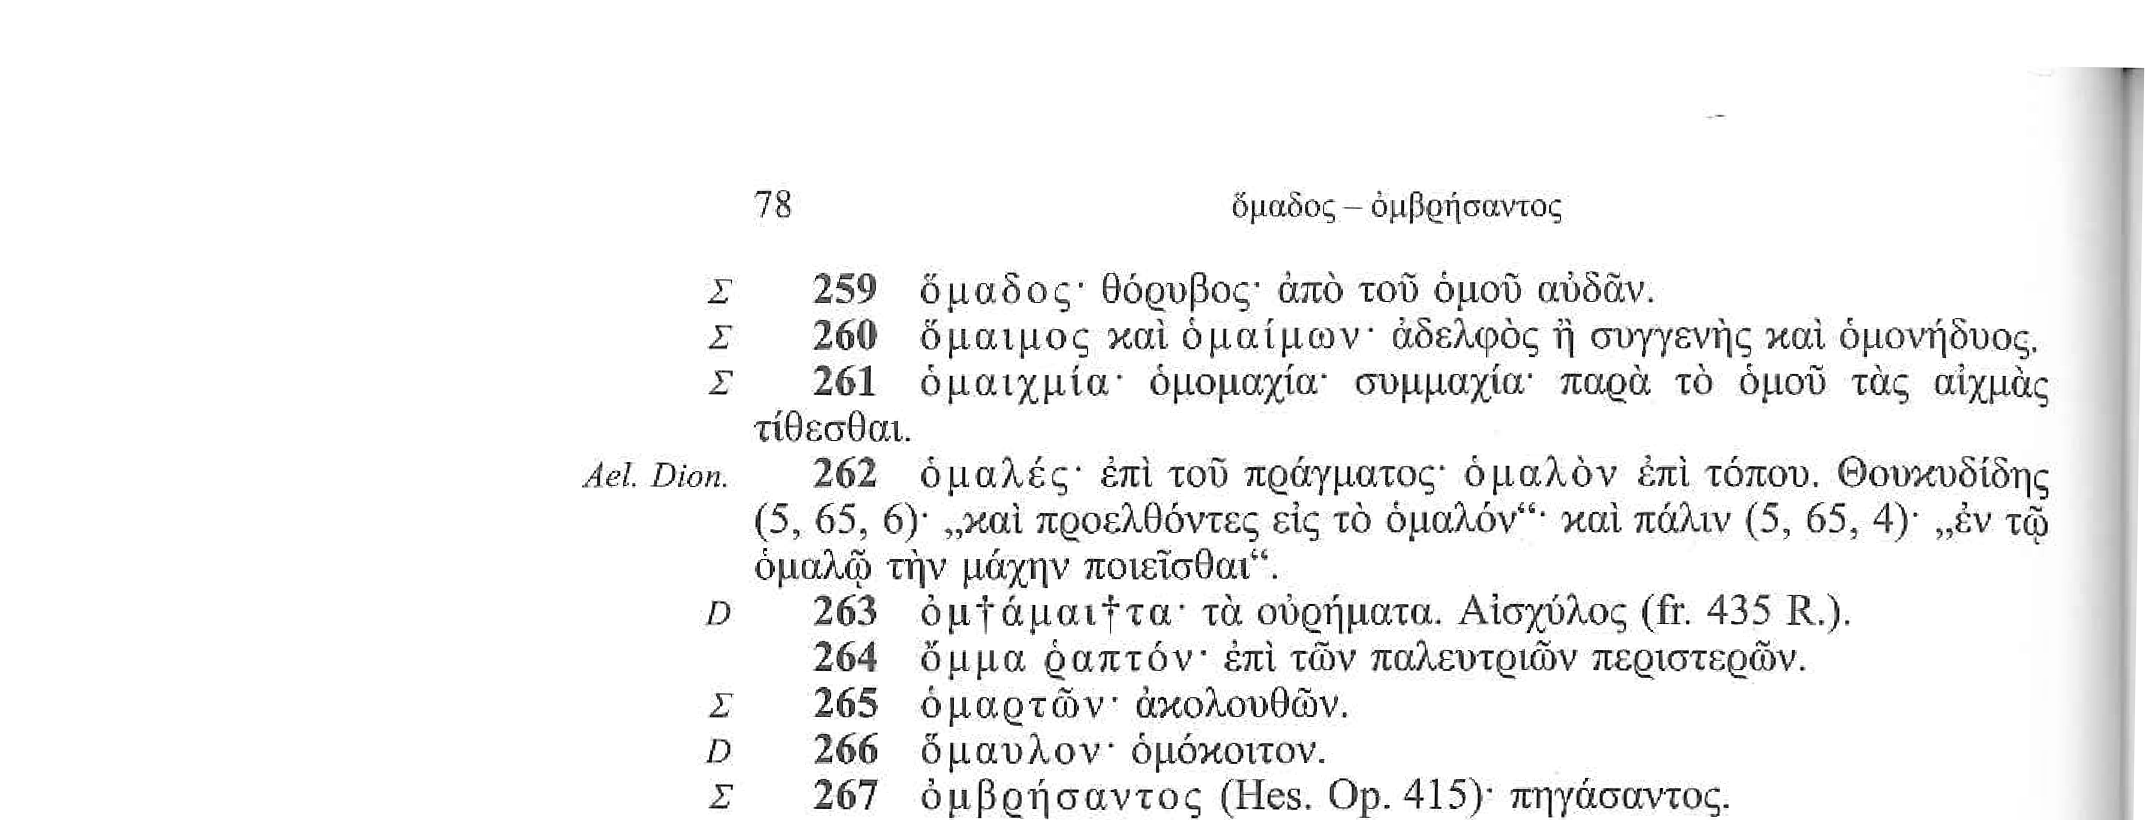 78 ὅμαδος – ὀμβρήσαντος
Σ 259 ὅμαδος· θόρυβος· ἀπὸ τοῦ ὁμοῦ αὐδᾶν.
Σ 260 ὅμαιμος καὶ ὁμαίμων· ἀδελφὸς ἢ συγγενὴς καὶ ὁμονήδυος.
Σ 261 ὁμαιχμία· ὁμομαχία· συμμαχία· παρὰ τὸ ὁμοῦ τὰς αἰχμὰς
τίθεσθαι.
Ael. Dion. 262 ὁμαλές· ἐπὶ τοῦ πράγματος· ὁμαλὸν ἐπὶ τόπου. Θουκυδίδης
(5, 65, 6)· „καὶ προελθόντες εἰς τὸ ὁμαλόν“· καὶ πάλιν (5, 65, 4)· „ἐν τῷ
ὁμαλῷ τὴν μάχην ποιεῖσθαι“.
D 263 ὀμ†άμαι†τα· τὰ οὐρήματα. Αἰσχύλος (fr. 435 R.).
264 ὄμμα ῥαπτόν· ἐπὶ τῶν παλευτριῶν περιστερῶν.
Σ 265 ὁμαρτῶν· ἀκολουθῶν.
D 266 ὅμαυλον· ὁμόκοιτον.
Σ 267 ὀμβρήσαντος (Hes. Op. 415)· πηγάσαντος.